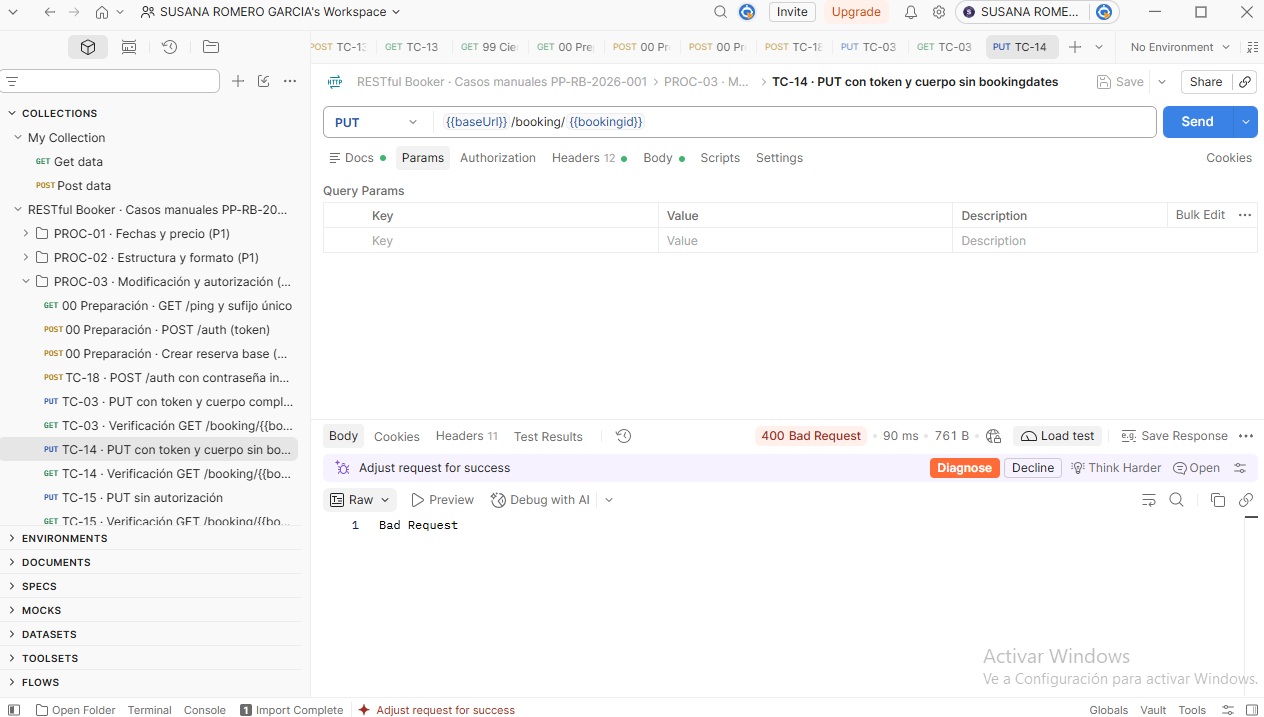 SUSANA ROMERO GARCIA's Workspace
Invite
Upgrade
S
SUSANA ROME...
POST TC-13
GET TC-13
GET 99 Cie
GET 00 Pre
POST 00 Pr
POST 00 Pr
POST TC-18
PUT TC-03
GET TC-03
PUT TC-14
No Environment
HTTP
RESTful Booker · Casos manuales PP-RB-2026-001
PROC-03 · M...
TC-14 · PUT con token y cuerpo sin bookingdates
Save
Share
COLLECTIONS
My Collection
GET Get data
POST Post data
RESTful Booker · Casos manuales PP-RB-20...
PROC-01 · Fechas y precio (P1)
PROC-02 · Estructura y formato (P1)
PROC-03 · Modificación y autorización (...
GET 00 Preparación · GET /ping y sufijo único
POST 00 Preparación · POST /auth (token)
POST 00 Preparación · Crear reserva base (...
POST TC-18 · POST /auth con contraseña in...
PUT TC-03 · PUT con token y cuerpo compl...
GET TC-03 · Verificación GET /booking/{{bo...
PUT TC-14 · PUT con token y cuerpo sin bo...
GET TC-14 · Verificación GET /booking/{{bo...
PUT TC-15 · PUT sin autorización
GET TC-15 · Verificación GET /booking/{{bo...
ENVIRONMENTS
DOCUMENTS
SPECS
MOCKS
DATASETS
TOOLSETS
FLOWS
PUT
{{baseUrl}} /booking/ {{bookingid}}
Send
Docs
Params
Authorization
Headers 12
Body
Scripts
Settings
Cookies
Query Params
Key
Value
Description
Bulk Edit
Key
Value
Description
Body
Cookies
Headers 11
Test Results
400 Bad Request
90 ms
761 B
Load test
e.g. Save Response
Adjust request for success
Diagnose
Decline
Think Harder
Open
Raw
Preview
Debug with AI
1 Bad Request
Activar Windows
Ve a Configuración para activar Windows.
Open Folder
Terminal
Console
1 Import Complete
Adjust request for success
Globals
Vault
Tools